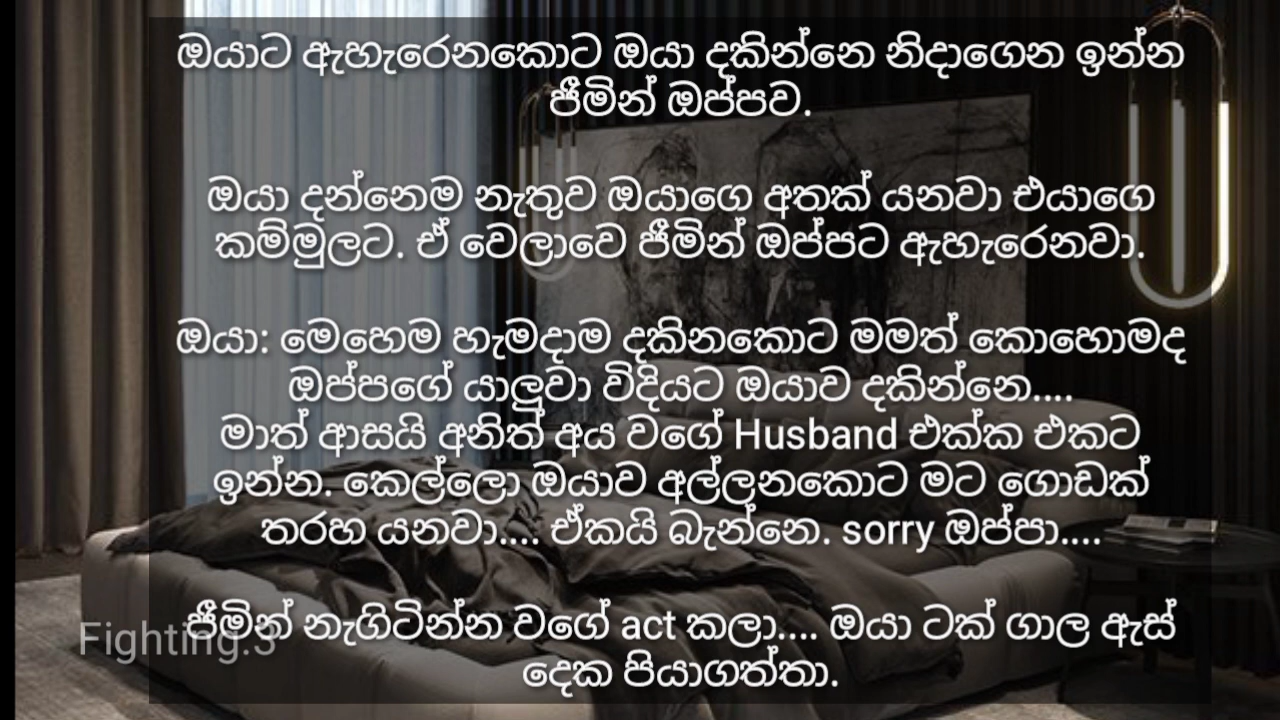 ඔයාට ඇහැරෙනකොට ඔයා දකින්නෙ නිදාගෙන ඉන්න
ජීමින් ඔප්පව.
ඔයා දන්නෙම නැතුව ඔයාගෙ අතක් යනවා එයාගෙ
කම්මුලට. ඒ වෙලාවෙ ජීමින් ඔප්පට ඇහැරෙනවා.
ඔයා: මෙහෙම හැමදාම දකිනකොට මමත් කොහොමද
ඔප්පගේ යාලුවා විදියට ඔයාව දකින්නෙ....
මාත් ආසයි අනිත් අය වගේ Husband එක්ක එකට
ඉන්න. කෙල්ලො ඔයාව අල්ලනකොට මට ගොඩක්
තරහ යනවා.... ඒකයි බැන්නෙ. sorry ඔප්පා....
ජීමින් නැගිටින්න වගේ act කලා.... ඔයා ටක් ගාල ඇස්
දෙක පියාගත්තා.
Fighting.3